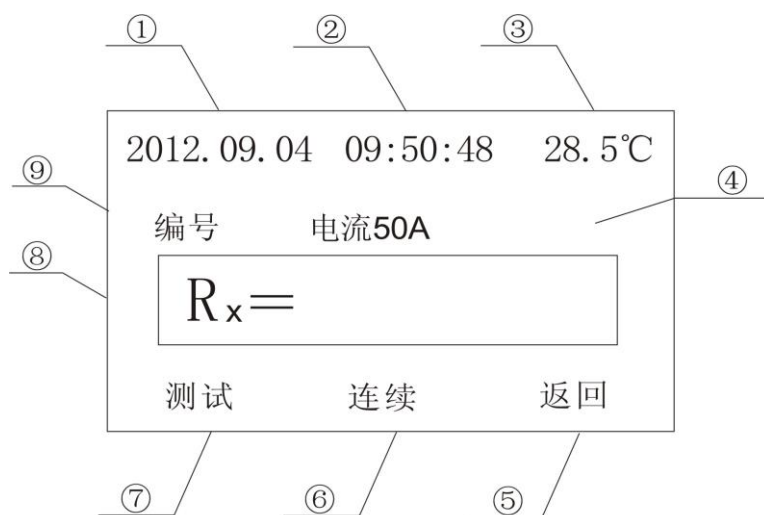 ① ② ③
2012.09.04 09:50:48 28.5℃
⑨ ④
编号 电流50A
⑧
Rx=
测试 连续 返回
⑦ ⑥ ⑤